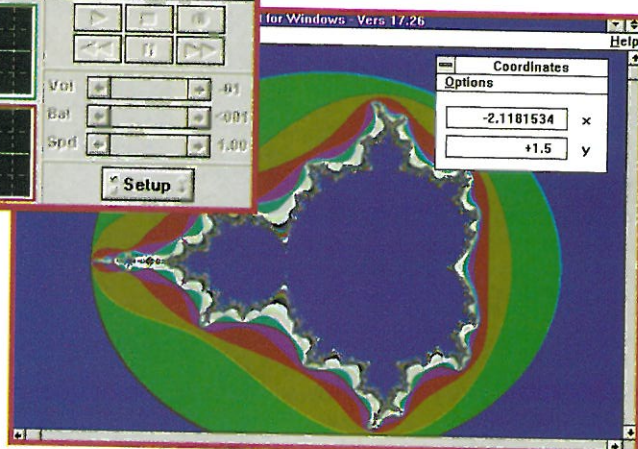 t for Windows - Vers 17.26
Help
Coordinates
Options
-2.1181534 x
+1.5 y
Vol -01
Bal <001
Spd 1.00
Setup